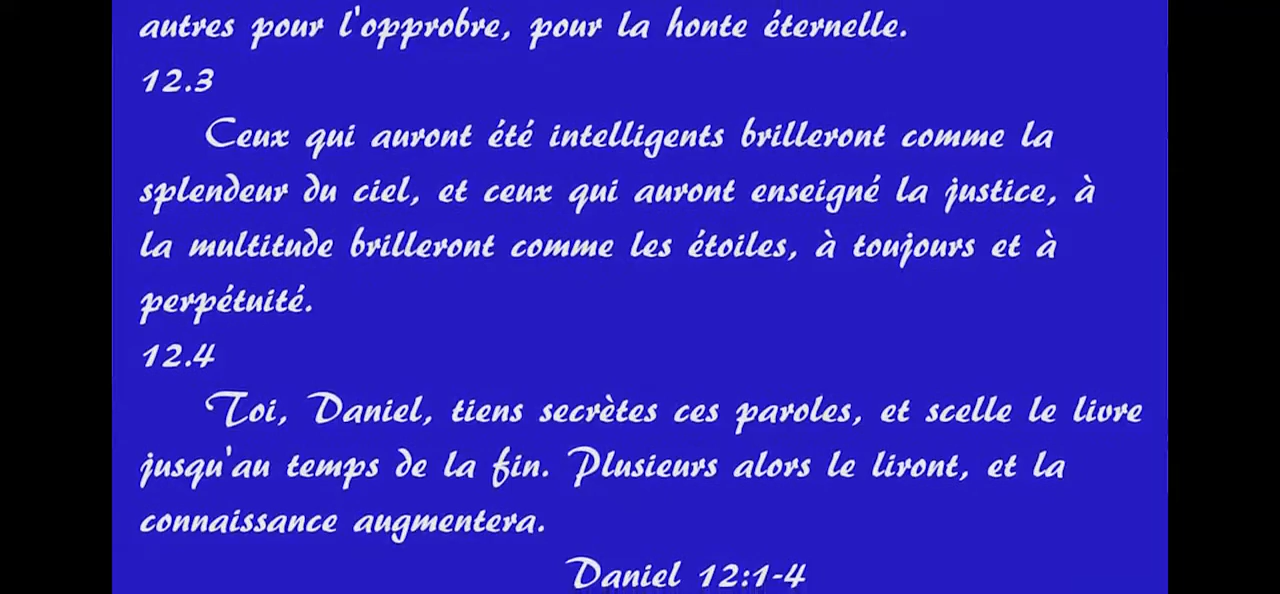 autres pour l'opprobre, pour la honte éternelle.
12.3
Ceux qui auront été intelligents brilleront comme la
splendeur du ciel, et ceux qui auront enseigné la justice, à
la multitude brilleront comme les étoiles, à toujours et à
perpétuité.
12.4
Toi, Daniel, tiens secrètes ces paroles, et scelle le livre
jusqu'au temps de la fin. Plusieurs alors le liront, et la
connaissance augmentera.
Daniel 12:1-4